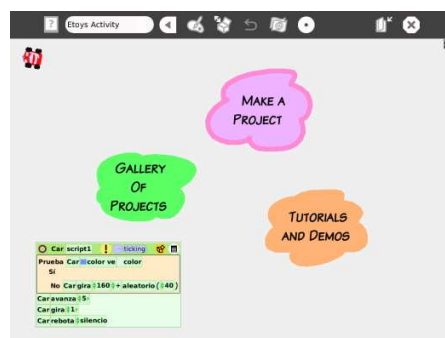 Etoys Activity
MAKE A
PROJECT
GALLERY
OF
PROJECTS
TUTORIALS
AND DEMOS
Car script1 ! ticking
Prueba Car color ve color
Sí
No Car gira 160 + aleatorio (40)
Car avanza 5
Car gira 1
Car rebota silencio